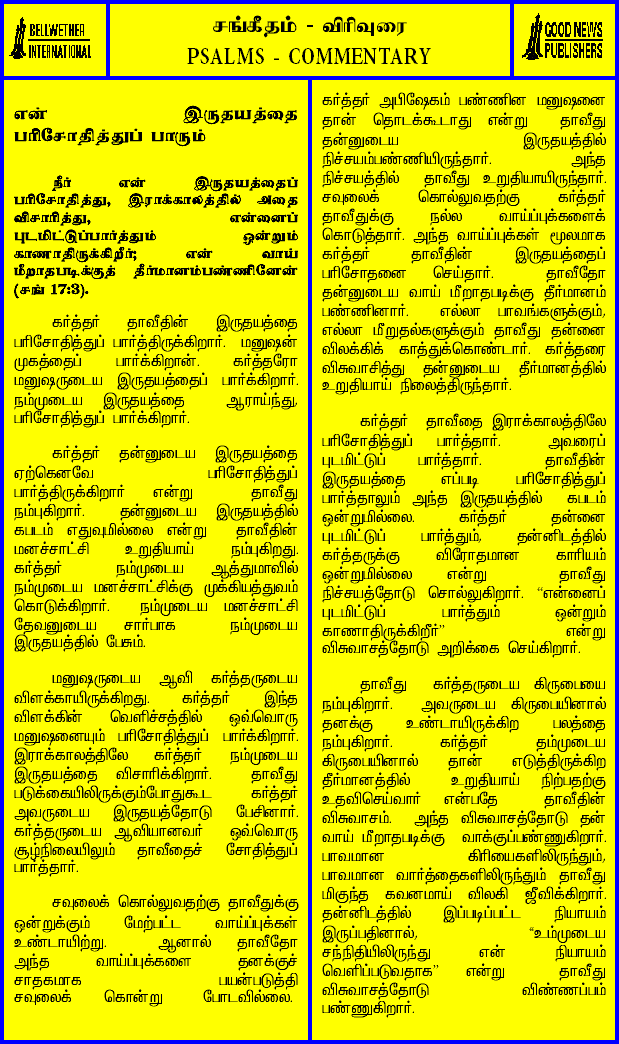 BELLWETHER
INTERNATIONAL
சங்கீதம் - விரிவுரை
PSALMS - COMMENTARY
GOOD NEWS
PUBLISHERS
என் இருதயத்தை
பரிசோதித்துப் பாரும்
நீர் என் இருதயத்தைப்
பரிசோதித்து, இராக்காலத்தில் அதை
விசாரித்து, என்னைப்
புடமிட்டுப்பார்த்தும் ஒன்றும்
காணாதிருக்கிறீர்; என் வாய்
மீறாதபடிக்குத் தீர்மானம்பண்ணினேன்
(சங் 17:3).
கர்த்தர் தாவீதின் இருதயத்தை
பரிசோதித்துப் பார்த்திருக்கிறார். மனுஷன்
முகத்தைப் பார்க்கிறான். கர்த்தரோ
மனுஷருடைய இருதயத்தைப் பார்க்கிறார்.
நம்முடைய இருதயத்தை ஆராய்ந்து,
பரிசோதித்துப் பார்க்கிறார்.
கர்த்தர் தன்னுடைய இருதயத்தை
ஏற்கெனவே பரிசோதித்துப்
பார்த்திருக்கிறார் என்று தாவீது
நம்புகிறார். தன்னுடைய இருதயத்தில்
கபடம் எதுவுமில்லை என்று தாவீதின்
மனச்சாட்சி உறுதியாய் நம்புகிறது.
கர்த்தர் நம்முடைய ஆத்துமாவில்
நம்முடைய மனச்சாட்சிக்கு முக்கியத்துவம்
கொடுக்கிறார். நம்முடைய மனச்சாட்சி
தேவனுடைய சார்பாக நம்முடைய
இருதயத்தில் பேசும்.
மனுஷருடைய ஆவி கர்த்தருடைய
விளக்காயிருக்கிறது. கர்த்தர் இந்த
விளக்கின் வெளிச்சத்தில் ஒவ்வொரு
மனுஷனையும் பரிசோதித்துப் பார்க்கிறார்.
இராக்காலத்திலே கர்த்தர் நம்முடைய
இருதயத்தை விசாரிக்கிறார். தாவீது
படுக்கையிலிருக்கும்போதுகூட கர்த்தர்
அவருடைய இருதயத்தோடு பேசினார்.
கர்த்தருடைய ஆவியானவர் ஒவ்வொரு
சூழ்நிலையிலும் தாவீதைச் சோதித்துப்
பார்த்தார்.
சவுலைக் கொல்லுவதற்கு தாவீதுக்கு
ஒன்றுக்கும் மேற்பட்ட வாய்ப்புக்கள்
உண்டாயிற்று. ஆனால் தாவீதோ
அந்த வாய்ப்புக்களை தனக்குச்
சாதகமாக பயன்படுத்தி
சவுலைக் கொன்று போடவில்லை.
கர்த்தர் அபிஷேகம் பண்ணின மனுஷனை
தான் தொடக்கூடாது என்று தாவீது
தன்னுடைய இருதயத்தில்
நிச்சயம்பண்ணியிருந்தார். அந்த
நிச்சயத்தில் தாவீது உறுதியாயிருந்தார்.
சவுலைக் கொல்லுவதற்கு கர்த்தர்
தாவீதுக்கு நல்ல வாய்ப்புக்களைக்
கொடுத்தார். அந்த வாய்ப்புக்கள் மூலமாக
கர்த்தர் தாவீதின் இருதயத்தைப்
பரிசோதனை செய்தார். தாவீதோ
தன்னுடைய வாய் மீறாதபடிக்கு தீர்மானம்
பண்ணினார். எல்லா பாவங்களுக்கும்,
எல்லா மீறுதல்களுக்கும் தாவீது தன்னை
விலக்கிக் காத்துக்கொண்டார். கர்த்தரை
விசுவாசித்து தன்னுடைய தீர்மானத்தில்
உறுதியாய் நிலைத்திருந்தார்.
கர்த்தர் தாவீதை இராக்காலத்திலே
பரிசோதித்துப் பார்த்தார். அவரைப்
புடமிட்டுப் பார்த்தார். தாவீதின்
இருதயத்தை எப்படி பரிசோதித்துப்
பார்த்தாலும் அந்த இருதயத்தில் கபடம்
ஒன்றுமில்லை. கர்த்தர் தன்னை
புடமிட்டுப் பார்த்தும், தன்னிடத்தில்
கர்த்தருக்கு விரோதமான காரியம்
ஒன்றுமில்லை என்று தாவீது
நிச்சயத்தோடு சொல்லுகிறார். “என்னைப்
புடமிட்டுப் பார்த்தும் ஒன்றும்
காணாதிருக்கிறீர்” என்று
விசுவாசத்தோடு அறிக்கை செய்கிறார்.
தாவீது கர்த்தருடைய கிருபையை
நம்புகிறார். அவருடைய கிருபையினால்
தனக்கு உண்டாயிருக்கிற பலத்தை
நம்புகிறார். கர்த்தர் தம்முடைய
கிருபையினால் தான் எடுத்திருக்கிற
தீர்மானத்தில் உறுதியாய் நிற்பதற்கு
உதவிசெய்வார் என்பதே தாவீதின்
விசுவாசம். அந்த விசுவாசத்தோடு தன்
வாய் மீறாதபடிக்கு வாக்குப்பண்ணுகிறார்.
பாவமான கிரியைகளிலிருந்தும்,
பாவமான வார்த்தைகளிலிருந்தும் தாவீது
மிகுந்த கவனமாய் விலகி ஜீவிக்கிறார்.
தன்னிடத்தில் இப்படிப்பட்ட நியாயம்
இருப்பதினால், “உம்முடைய
சந்நிதியிலிருந்து என் நியாயம்
வெளிப்படுவதாக” என்று தாவீது
விசுவாசத்தோடு விண்ணப்பம்
பண்ணுகிறார்.